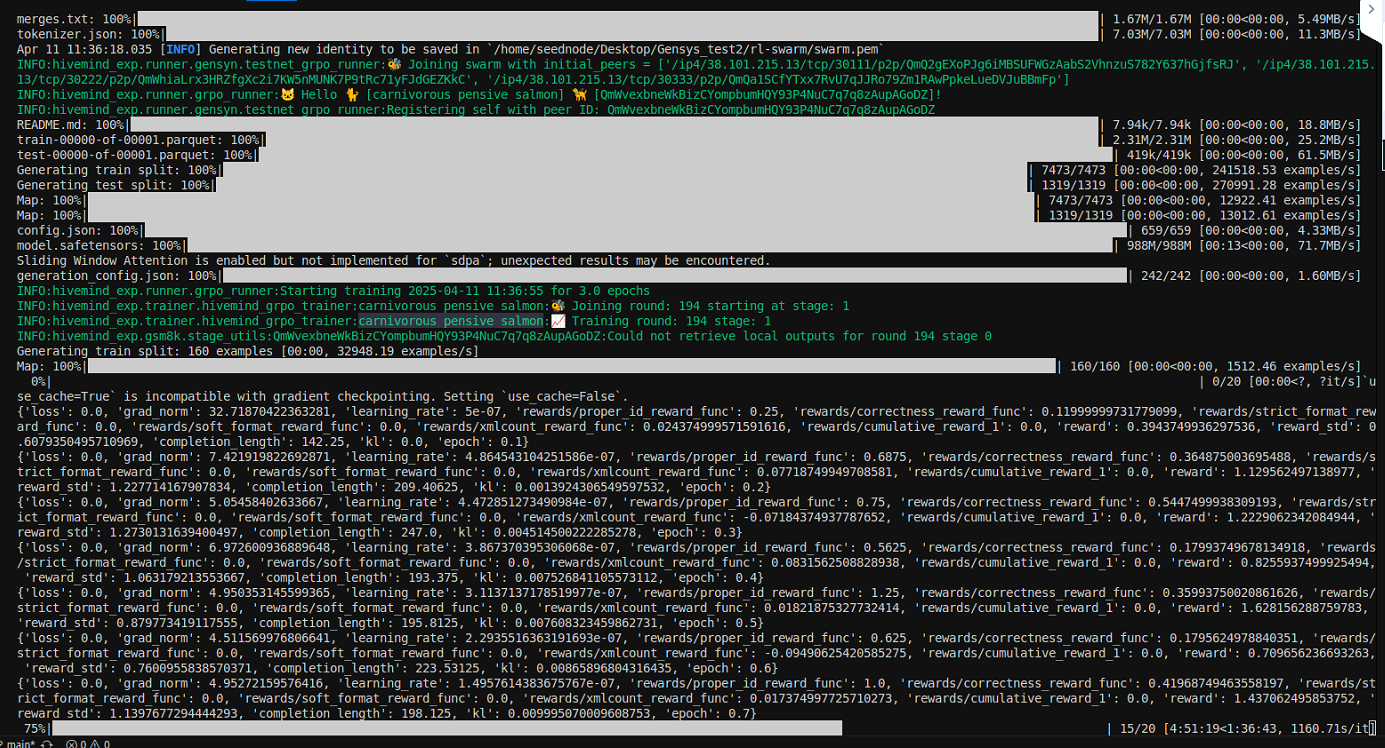 merges.txt: 100%| | 1.67M/1.67M [00:00<00:00, 5.49MB/s]
tokenizer.json: 100%| | 7.03M/7.03M [00:00<00:00, 11.3MB/s]
Apr 11 11:36:18.035 [INFO] Generating new identity to be saved in `/home/seednode/Desktop/Gensys_test2/rl-swarm/swarm.pem`
INFO:hivemind_exp.runner.gensyn.testnet_grpo_runner:🐝 Joining swarm with initial_peers = ['/ip4/38.101.215.13/tcp/30111/p2p/QmQ2gEXoPJg6iMBSUFWGzAabS2VhnzuS782Y637hGjfsRJ', '/ip4/38.101.215.
13/tcp/30222/p2p/QmWhiaLrx3HRZfgXc2i7KW5nMUNK7P9tRc71yFJdGEZKkC', '/ip4/38.101.215.13/tcp/30333/p2p/QmQa1SCfYTxx7RvU7qJJRo79Zm1RAwPpkeLueDVJuBBmFp']
INFO:hivemind_exp.runner.grpo_runner:🐱 Hello 🐈 [carnivorous pensive salmon] 🦮 [QmWvexbneWkBizCYompbumHQY93P4NuC7q7q8zAupAGoDZ]!
INFO:hivemind_exp.runner.gensyn.testnet_grpo_runner:Registering self with peer ID: QmWvexbneWkBizCYompbumHQY93P4NuC7q7q8zAupAGoDZ
README.md: 100%| | 7.94k/7.94k [00:00<00:00, 18.8MB/s]
train-00000-of-00001.parquet: 100%| | 2.31M/2.31M [00:00<00:00, 25.2MB/s]
test-00000-of-00001.parquet: 100%| | 419k/419k [00:00<00:00, 61.5MB/s]
Generating train split: 100%| | 7473/7473 [00:00<00:00, 241518.53 examples/s]
Generating test split: 100%| | 1319/1319 [00:00<00:00, 270991.28 examples/s]
Map: 100%| | 7473/7473 [00:00<00:00, 12922.41 examples/s]
Map: 100%| | 1319/1319 [00:00<00:00, 13012.61 examples/s]
config.json: 100%| | 659/659 [00:00<00:00, 4.33MB/s]
model.safetensors: 100%| | 988M/988M [00:13<00:00, 71.7MB/s]
Sliding Window Attention is enabled but not implemented for `sdpa`; unexpected results may be encountered.
generation_config.json: 100%| | 242/242 [00:00<00:00, 1.60MB/s]
INFO:hivemind_exp.runner.grpo_runner:Starting training 2025-04-11 11:36:55 for 3.0 epochs
INFO:hivemind_exp.trainer.hivemind_grpo_trainer:carnivorous pensive salmon:🐝 Joining round: 194 starting at stage: 1
INFO:hivemind_exp.trainer.hivemind_grpo_trainer:carnivorous pensive salmon:📈 Training round: 194 stage: 1
INFO:hivemind_exp.gsm8k.stage_utils:QmWvexbneWkBizCYompbumHQY93P4NuC7q7q8zAupAGoDZ:Could not retrieve local outputs for round 194 stage 0
Generating train split: 160 examples [00:00, 32948.19 examples/s]
Map: 100%| | 160/160 [00:00<00:00, 1512.46 examples/s]
0%| | 0/20 [00:00<?, ?it/s]`u
se_cache=True` is incompatible with gradient checkpointing. Setting `use_cache=False`.
{'loss': 0.0, 'grad_norm': 32.71870422363281, 'learning_rate': 5e-07, 'rewards/proper_id_reward_func': 0.25, 'rewards/correctness_reward_func': 0.11999999731779099, 'rewards/strict_format_rew
ard_func': 0.0, 'rewards/soft_format_reward_func': 0.0, 'rewards/xmlcount_reward_func': 0.024374999571591616, 'rewards/cumulative_reward_1': 0.0, 'reward': 0.3943749936297536, 'reward_std': 0
.6079350495710969, 'completion_length': 142.25, 'kl': 0.0, 'epoch': 0.1}
{'loss': 0.0, 'grad_norm': 7.421919822692871, 'learning_rate': 4.864543104251586e-07, 'rewards/proper_id_reward_func': 0.6875, 'rewards/correctness_reward_func': 0.364875003695488, 'rewards/s
trict_format_reward_func': 0.0, 'rewards/soft_format_reward_func': 0.0, 'rewards/xmlcount_reward_func': 0.07718749949708581, 'rewards/cumulative_reward_1': 0.0, 'reward': 1.129562497138977, '
reward_std': 1.227714167907834, 'completion_length': 209.40625, 'kl': 0.0013924306549597532, 'epoch': 0.2}
{'loss': 0.0, 'grad_norm': 5.05458402633667, 'learning_rate': 4.472851273490984e-07, 'rewards/proper_id_reward_func': 0.75, 'rewards/correctness_reward_func': 0.5447499938309193, 'rewards/str
ict_format_reward_func': 0.0, 'rewards/soft_format_reward_func': 0.0, 'rewards/xmlcount_reward_func': -0.07184374937787652, 'rewards/cumulative_reward_1': 0.0, 'reward': 1.2229062342084944, '
reward_std': 1.2730131639400497, 'completion_length': 247.0, 'kl': 0.004514500222285278, 'epoch': 0.3}
{'loss': 0.0, 'grad_norm': 6.972600936889648, 'learning_rate': 3.867370395306068e-07, 'rewards/proper_id_reward_func': 0.5625, 'rewards/correctness_reward_func': 0.17993749678134918, 'rewards
/strict_format_reward_func': 0.0, 'rewards/soft_format_reward_func': 0.0, 'rewards/xmlcount_reward_func': 0.0831562508828938, 'rewards/cumulative_reward_1': 0.0, 'reward': 0.8255937499925494,
'reward_std': 1.063179213553667, 'completion_length': 193.375, 'kl': 0.007526841105573112, 'epoch': 0.4}
{'loss': 0.0, 'grad_norm': 4.950353145599365, 'learning_rate': 3.1137137178519977e-07, 'rewards/proper_id_reward_func': 1.25, 'rewards/correctness_reward_func': 0.35993750020861626, 'rewards/
strict_format_reward_func': 0.0, 'rewards/soft_format_reward_func': 0.0, 'rewards/xmlcount_reward_func': 0.01821875327732414, 'rewards/cumulative_reward_1': 0.0, 'reward': 1.628156288759783, 
'reward_std': 0.879773419117555, 'completion_length': 195.8125, 'kl': 0.007608323459862731, 'epoch': 0.5}
{'loss': 0.0, 'grad_norm': 4.511569976806641, 'learning_rate': 2.2935516363191693e-07, 'rewards/proper_id_reward_func': 0.625, 'rewards/correctness_reward_func': 0.1795624978840351, 'rewards/
strict_format_reward_func': 0.0, 'rewards/soft_format_reward_func': 0.0, 'rewards/xmlcount_reward_func': -0.09490625420585275, 'rewards/cumulative_reward_1': 0.0, 'reward': 0.709656236693263,
'reward_std': 0.7600955838570371, 'completion_length': 223.53125, 'kl': 0.00865896804316435, 'epoch': 0.6}
{'loss': 0.0, 'grad_norm': 4.95272159576416, 'learning_rate': 1.4957614383675767e-07, 'rewards/proper_id_reward_func': 1.0, 'rewards/correctness_reward_func': 0.41968749463558197, 'rewards/st
rict_format_reward_func': 0.0, 'rewards/soft_format_reward_func': 0.0, 'rewards/xmlcount_reward_func': 0.017374997725710273, 'rewards/cumulative_reward_1': 0.0, 'reward': 1.437062495853752, '
reward_std': 1.1397677294444293, 'completion_length': 198.125, 'kl': 0.009995070009608753, 'epoch': 0.7}
75%| | 15/20 [4:51:19<1:36:43, 1160.71s/it]
main* 0 0